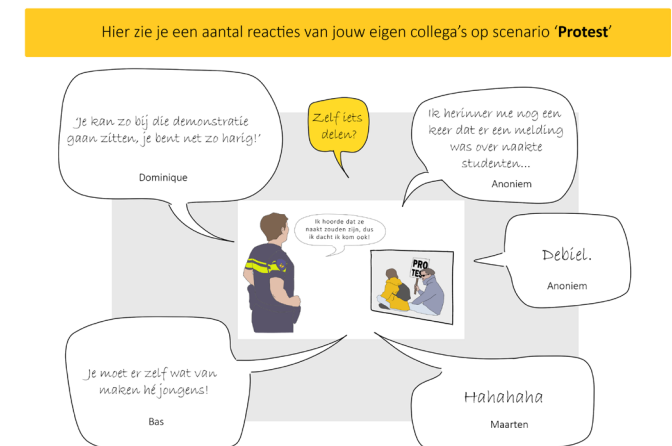 Hier zie je een aantal reacties van jouw eigen collega's op scenario ‘Protest’
‘Je kan zo bij die demonstratie
gaan zitten, je bent net zo harig!’
Dominique
Zelf iets
delen?
Ik herinner me nog een
keer dat er een melding
was over naakte
studenten...
Anoniem
Ik hoorde dat ze
naakt zouden zijn, dus
ik dacht ik kom ook!
PRO
TES
Debiel.
Anoniem
Je moet er zelf wat van
maken hé jongens!
Bas
Hahahaha
Maarten